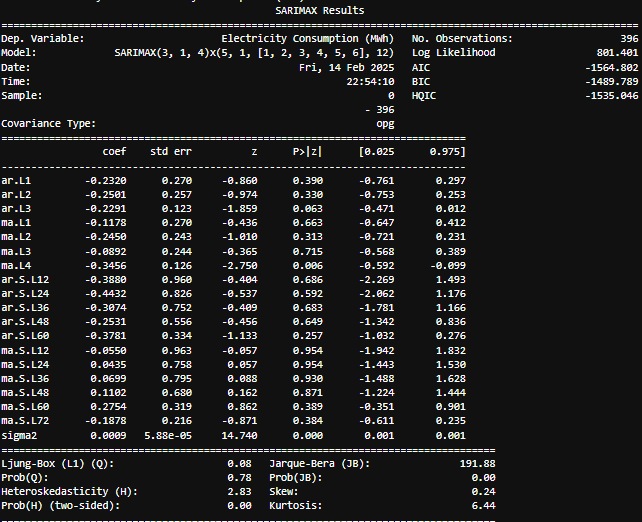 SARIMAX Results
==============================================================================================
Dep. Variable: Electricity Consumption (MWh) No. Observations: 396
Model: SARIMAX(3, 1, 4)x(5, 1, [1, 2, 3, 4, 5, 6], 12) Log Likelihood 801.401
Date: Fri, 14 Feb 2025 AIC -1564.802
Time: 22:54:10 BIC -1489.789
Sample: 0 HQIC -1535.046
- 396
Covariance Type: opg
==============================================================================
coef std err z P>|z| [0.025 0.975]
------------------------------------------------------------------------------
ar.L1 -0.2320 0.270 -0.860 0.390 -0.761 0.297
ar.L2 -0.2501 0.257 -0.974 0.330 -0.753 0.253
ar.L3 -0.2291 0.123 -1.859 0.063 -0.471 0.012
ma.L1 -0.1178 0.270 -0.436 0.663 -0.647 0.412
ma.L2 -0.2450 0.243 -1.010 0.313 -0.721 0.231
ma.L3 -0.0892 0.244 -0.365 0.715 -0.568 0.389
ma.L4 -0.3456 0.126 -2.750 0.006 -0.592 -0.099
ar.S.L12 -0.3880 0.960 -0.404 0.686 -2.269 1.493
ar.S.L24 -0.4432 0.826 -0.537 0.592 -2.062 1.176
ar.S.L36 -0.3074 0.752 -0.409 0.683 -1.781 1.166
ar.S.L48 -0.2531 0.556 -0.456 0.649 -1.342 0.836
ar.S.L60 -0.3781 0.334 -1.133 0.257 -1.032 0.276
ma.S.L12 -0.0550 0.963 -0.057 0.954 -1.942 1.832
ma.S.L24 0.0435 0.758 0.057 0.954 -1.443 1.530
ma.S.L36 0.0699 0.795 0.088 0.930 -1.488 1.628
ma.S.L48 0.1102 0.680 0.162 0.871 -1.224 1.444
ma.S.L60 0.2754 0.319 0.862 0.389 -0.351 0.901
ma.S.L72 -0.1878 0.216 -0.871 0.384 -0.611 0.235
sigma2 0.0009 5.88e-05 14.740 0.000 0.001 0.001
===================================================================================
Ljung-Box (L1) (Q): 0.08 Jarque-Bera (JB): 191.88
Prob(Q): 0.78 Prob(JB): 0.00
Heteroskedasticity (H): 2.83 Skew: 0.24
Prob(H) (two-sided): 0.00 Kurtosis: 6.44
===================================================================================